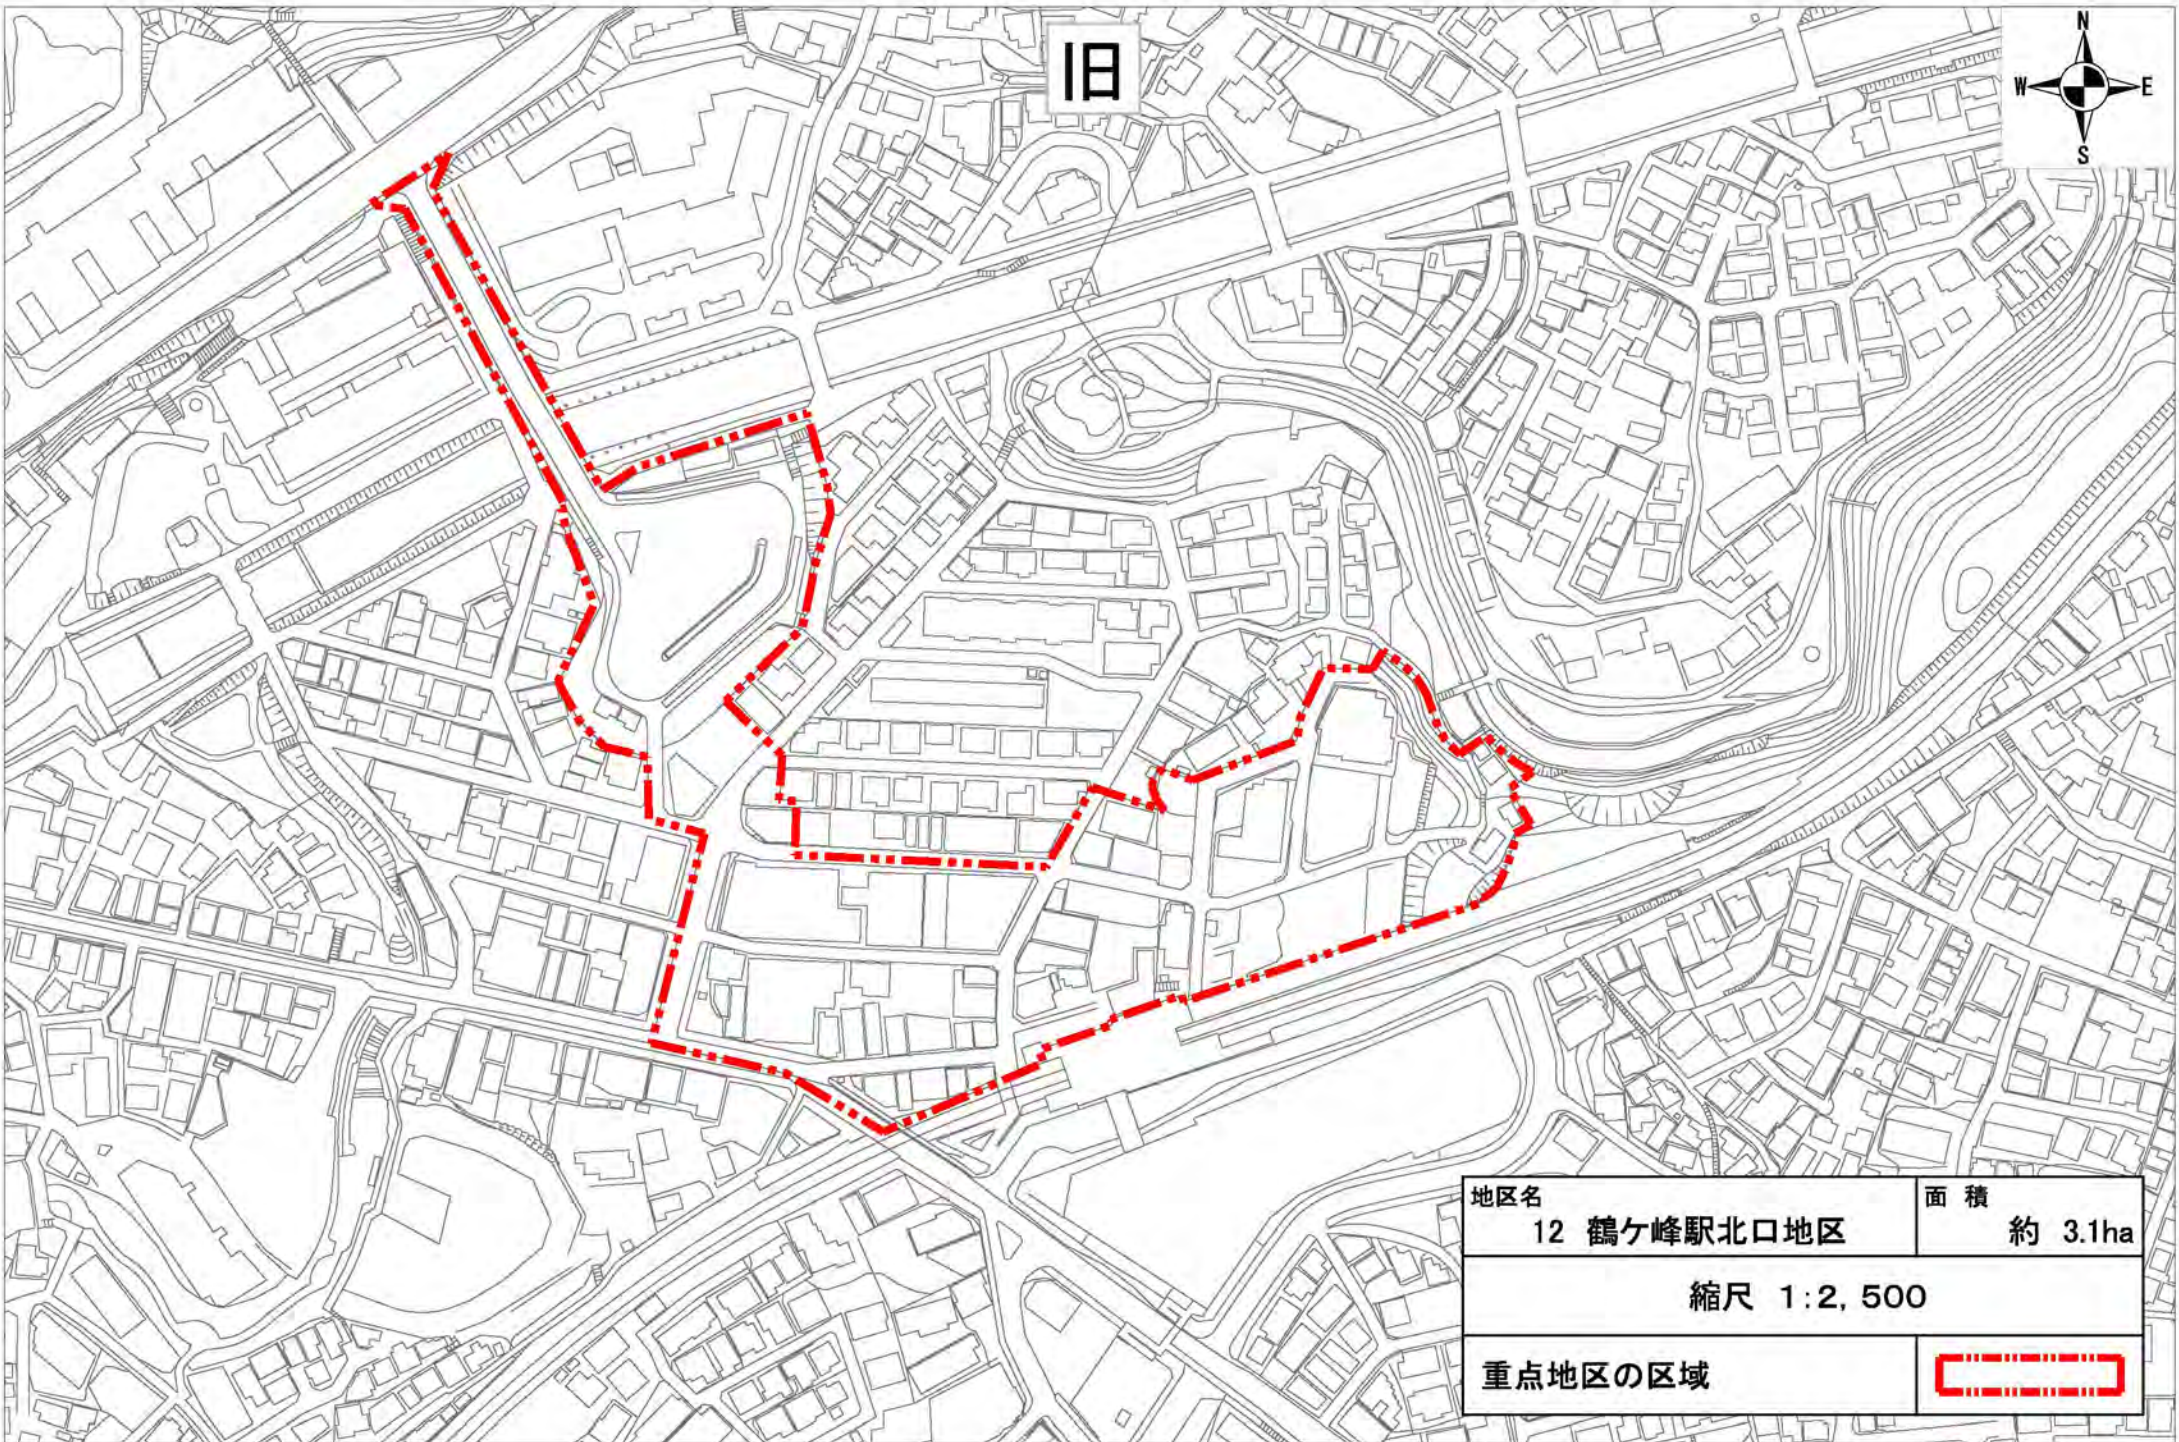 旧
N
W E
S
地区名
12 鶴ケ峰駅北口地区
面 積
約 3.1ha
縮尺 1:2,500
重点地区の区域